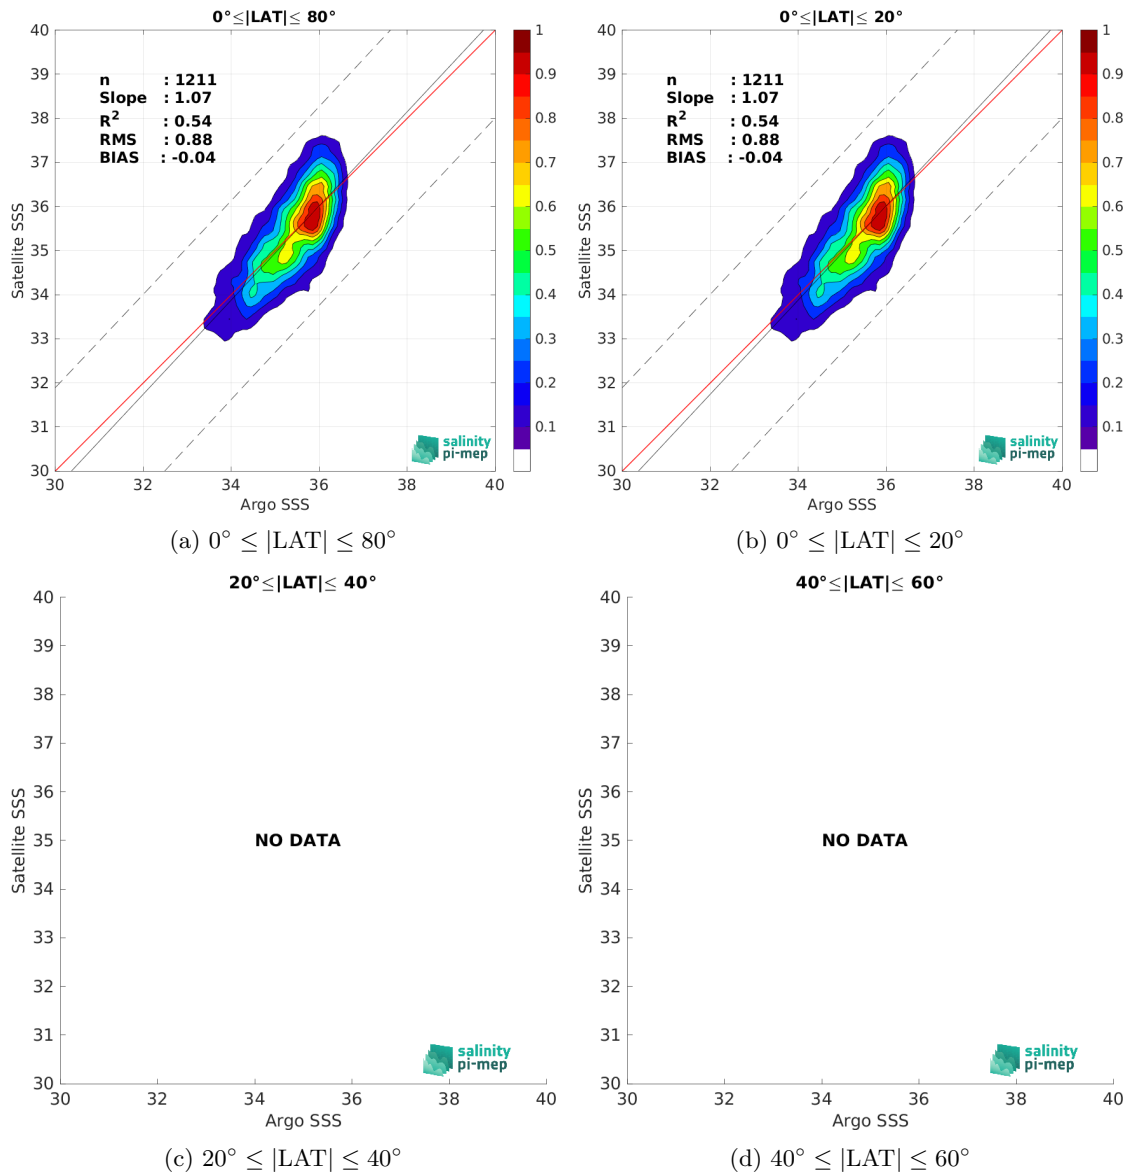 0°≤|LAT|≤ 80°
40
39
38
37
36
35
34
33
32
31
30
Satellite SSS
n : 1211
Slope : 1.07
R² : 0.54
RMS : 0.88
BIAS : -0.04
1
0.9
0.8
0.7
0.6
0.5
0.4
0.3
0.2
0.1
salinity
pi-mep
30 32 34 36 38 40
Argo SSS
(a) 0° ≤ |LAT| ≤ 80°
0°≤|LAT|≤ 20°
40
39
38
37
36
35
34
33
32
31
30
Satellite SSS
n : 1211
Slope : 1.07
R² : 0.54
RMS : 0.88
BIAS : -0.04
1
0.9
0.8
0.7
0.6
0.5
0.4
0.3
0.2
0.1
salinity
pi-mep
30 32 34 36 38 40
Argo SSS
(b) 0° ≤ |LAT| ≤ 20°
20°≤|LAT|≤ 40°
40
39
38
37
36
35
34
33
32
31
30
Satellite SSS
NO DATA
salinity
pi-mep
30 32 34 36 38 40
Argo SSS
(c) 20° ≤ |LAT| ≤ 40°
40°≤|LAT|≤ 60°
40
39
38
37
36
35
34
33
32
31
30
Satellite SSS
NO DATA
salinity
pi-mep
30 32 34 36 38 40
Argo SSS
(d) 40° ≤ |LAT| ≤ 60°